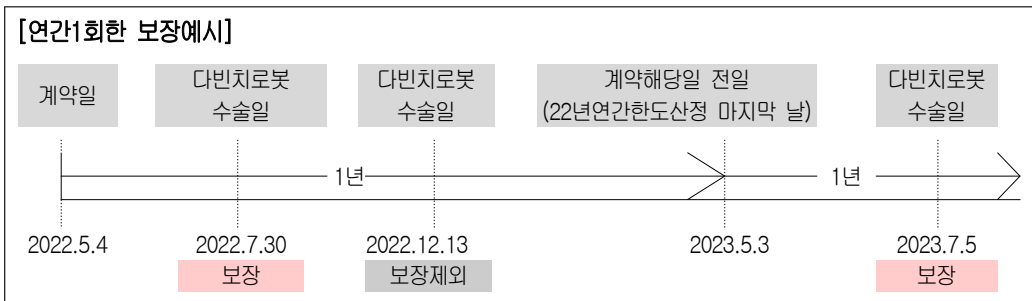 [연간1회한 보장예시]
계약일
다빈치로봇
수술일
다빈치로봇
수술일
계약해당일 전일
(22년연간한도산정 마지막 날)
다빈치로봇
수술일
1년
1년
2022.5.4
2022.7.30
2022.12.13
2023.5.3
2023.7.5
보장
보장제외
보장